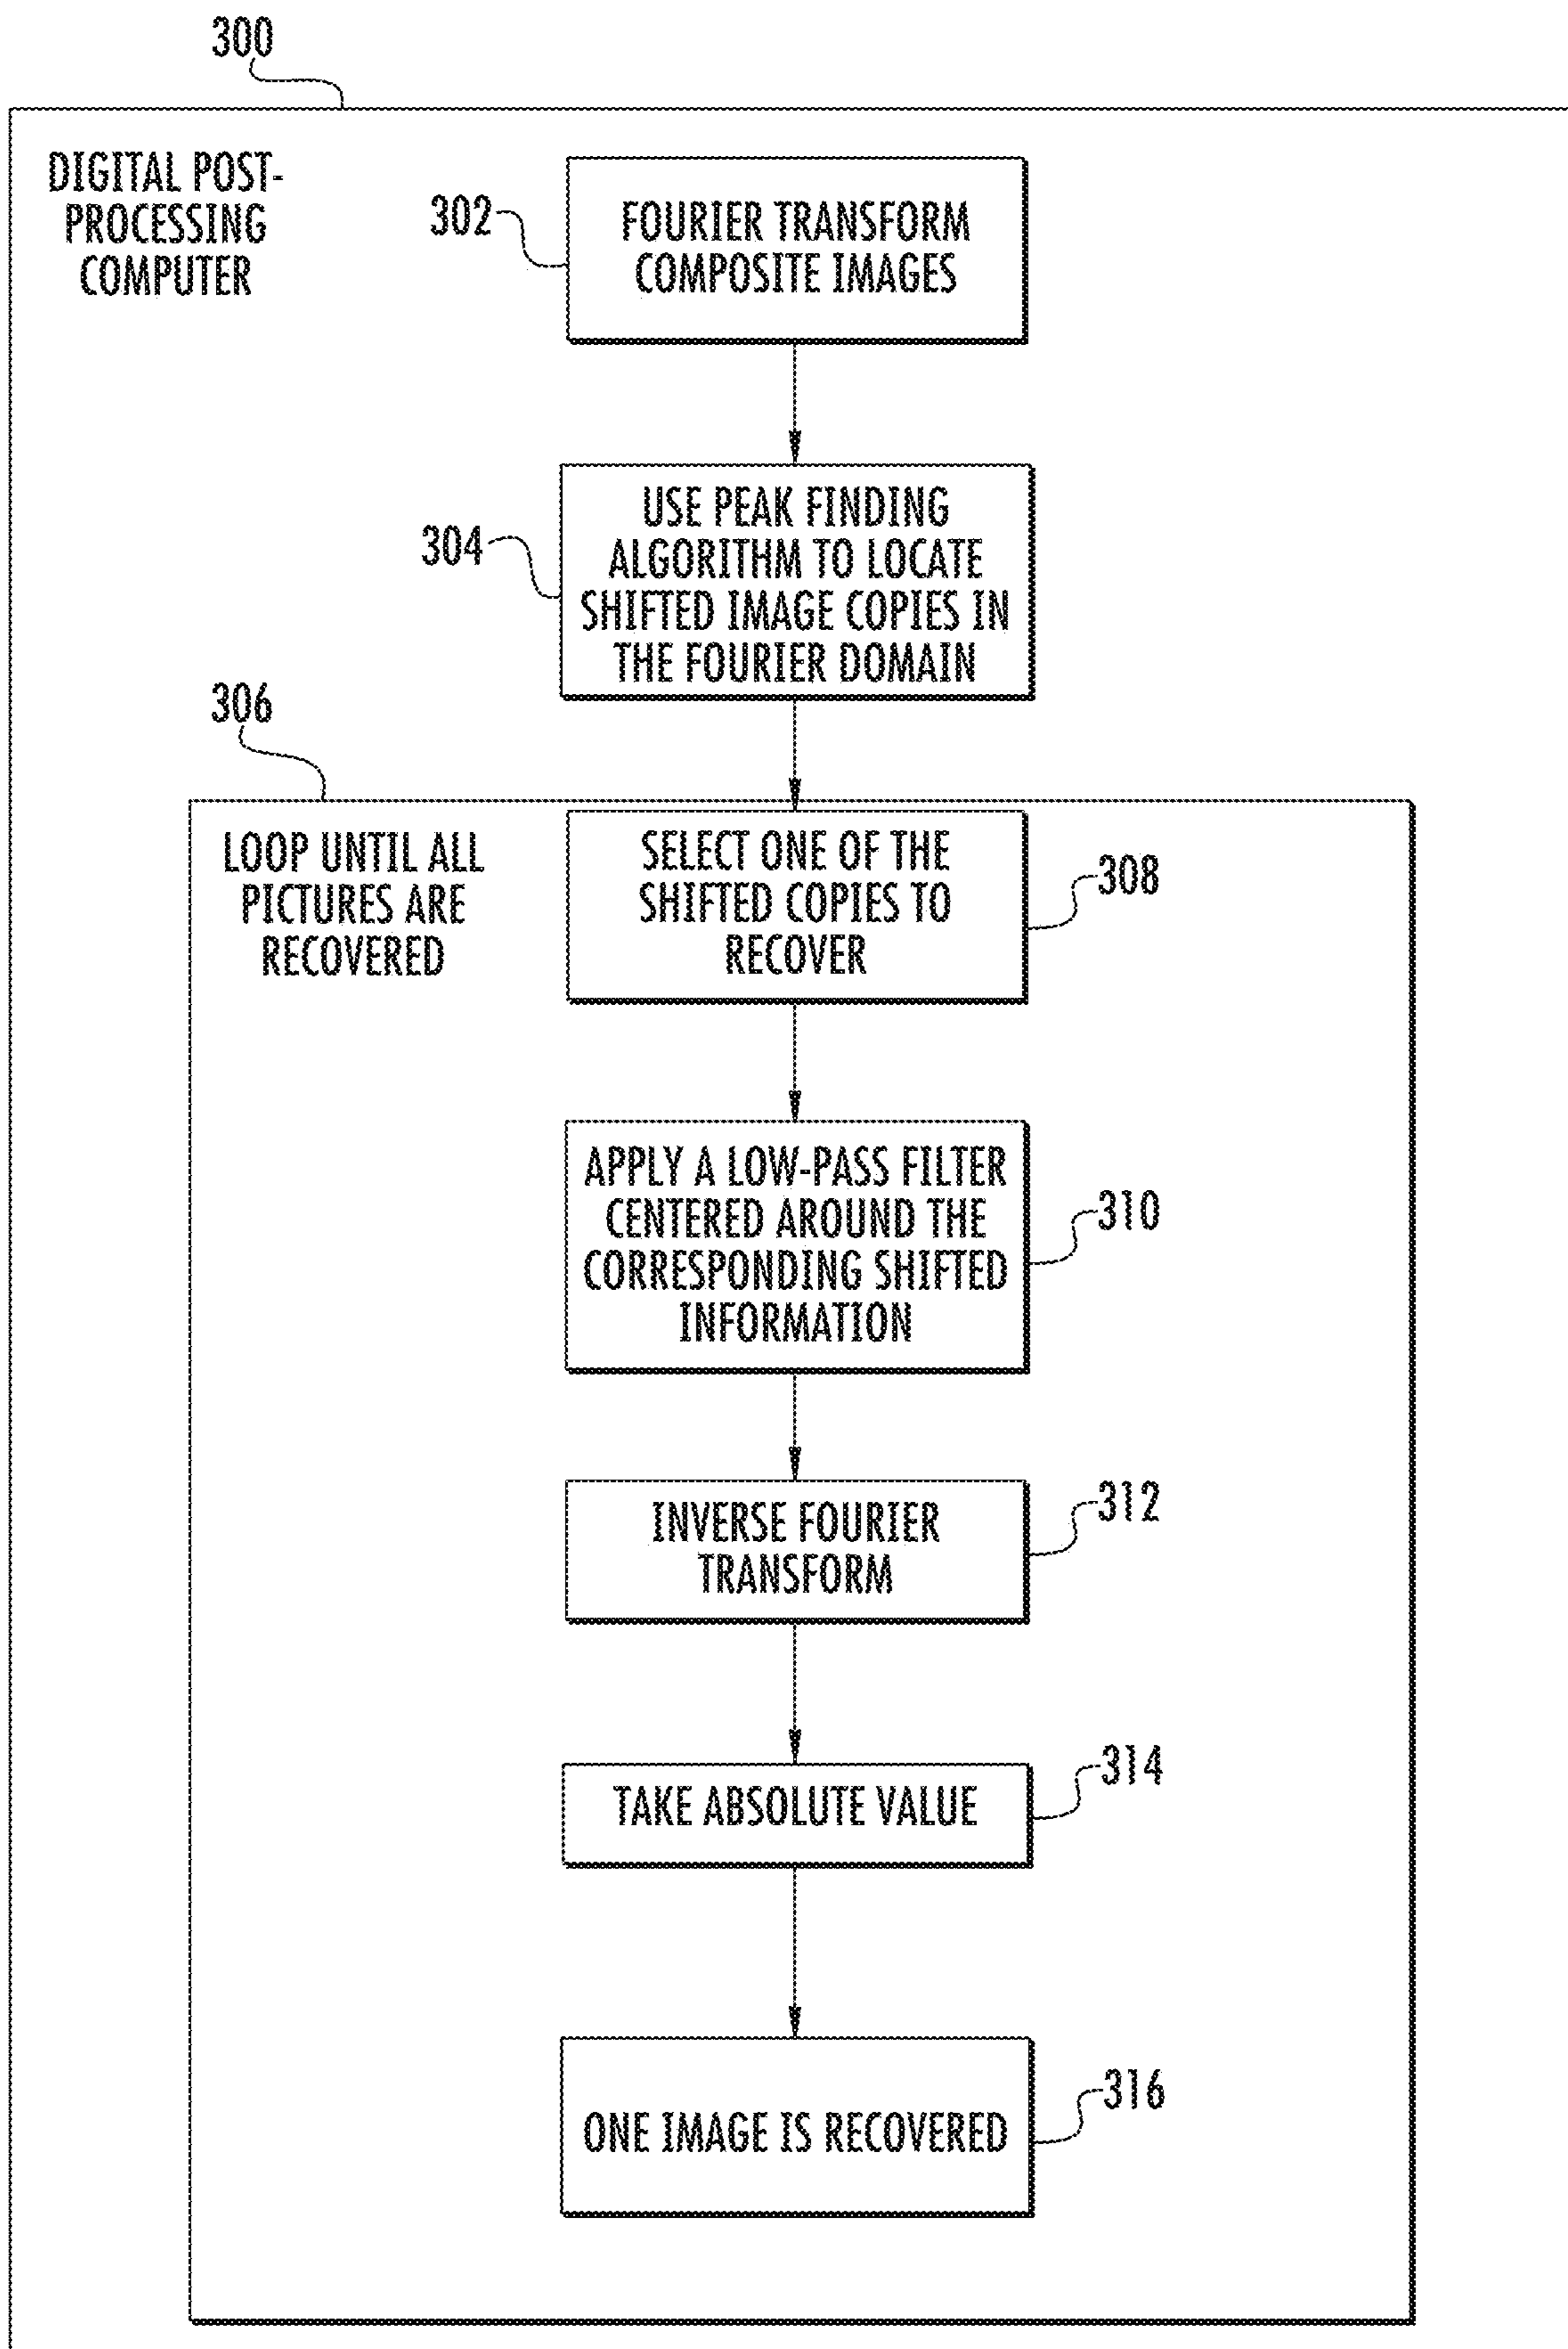 300
DIGITAL POST-
PROCESSING
COMPUTER
302
FOURIER TRANSFORM
COMPOSITE IMAGES
304
USE PEAK FINDING
ALGORITHM TO LOCATE
SHIFTED IMAGE COPIES IN
THE FOURIER DOMAIN
306
LOOP UNTIL ALL
PICTURES ARE
RECOVERED
SELECT ONE OF THE
SHIFTED COPIES TO
RECOVER
308
APPLY A LOW-PASS FILTER
CENTERED AROUND THE
CORRESPONDING SHIFTED
INFORMATION
310
INVERSE FOURIER
TRANSFORM
312
TAKE ABSOLUTE VALUE
314
ONE IMAGE IS RECOVERED
316